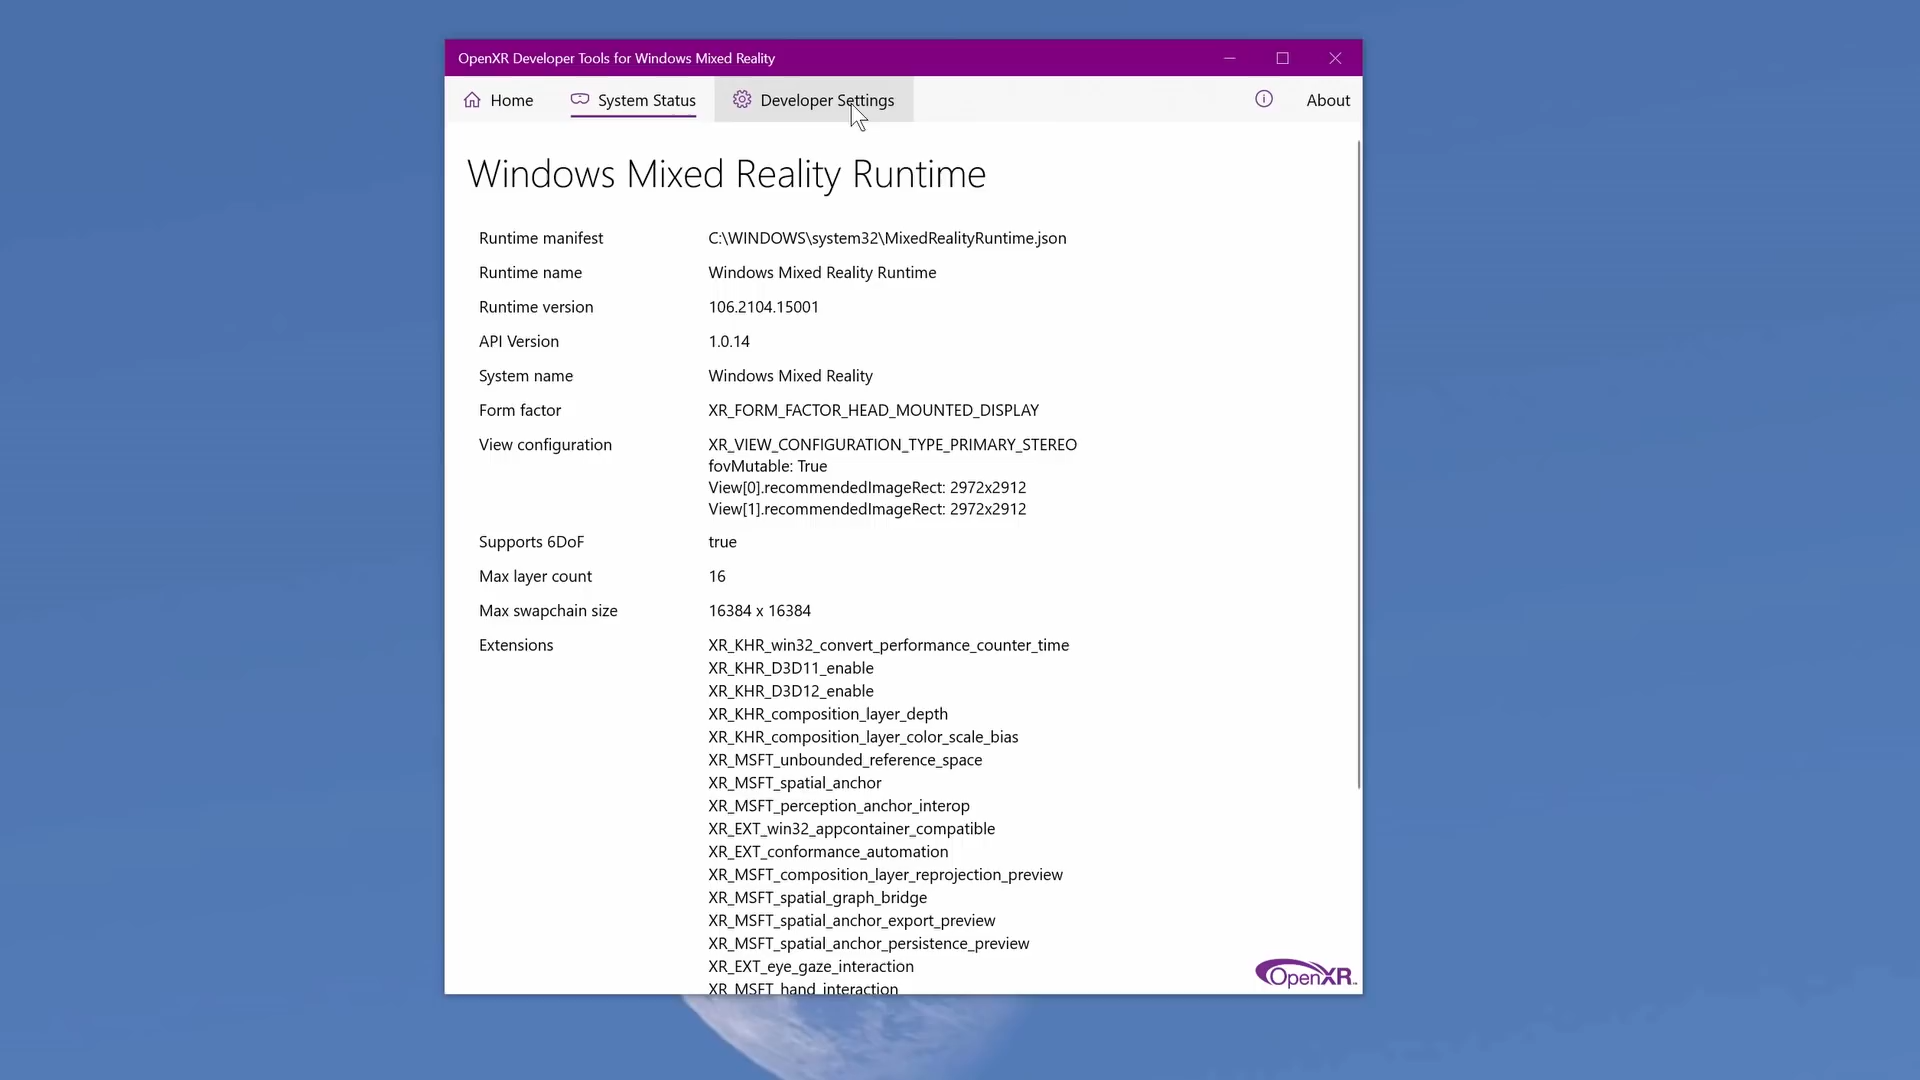 OpenXR Developer Tools for Windows Mixed Reality
Home
System Status
Developer Settings
About
Windows Mixed Reality Runtime
Runtime manifest C:\WINDOWS\system32\MixedRealityRuntime.json
Runtime name Windows Mixed Reality Runtime
Runtime version 106.2104.15001
API Version 1.0.14
System name Windows Mixed Reality
Form factor XR_FORM_FACTOR_HEAD_MOUNTED_DISPLAY
View configuration XR_VIEW_CONFIGURATION_TYPE_PRIMARY_STEREO
fovMutable: True
View[0].recommendedImageRect: 2972x2912
View[1].recommendedImageRect: 2972x2912
Supports 6DoF true
Max layer count 16
Max swapchain size 16384 x 16384
Extensions XR_KHR_win32_convert_performance_counter_time
XR_KHR_D3D11_enable
XR_KHR_D3D12_enable
XR_KHR_composition_layer_depth
XR_KHR_composition_layer_color_scale_bias
XR_MSFT_unbounded_reference_space
XR_MSFT_spatial_anchor
XR_MSFT_perception_anchor_interop
XR_EXT_win32_appcontainer_compatible
XR_EXT_conformance_automation
XR_MSFT_composition_layer_reprojection_preview
XR_MSFT_spatial_graph_bridge
XR_MSFT_spatial_anchor_export_preview
XR_MSFT_spatial_anchor_persistence_preview
XR_EXT_eye_gaze_interaction
XR_MSFT_hand_interaction
OpenXR